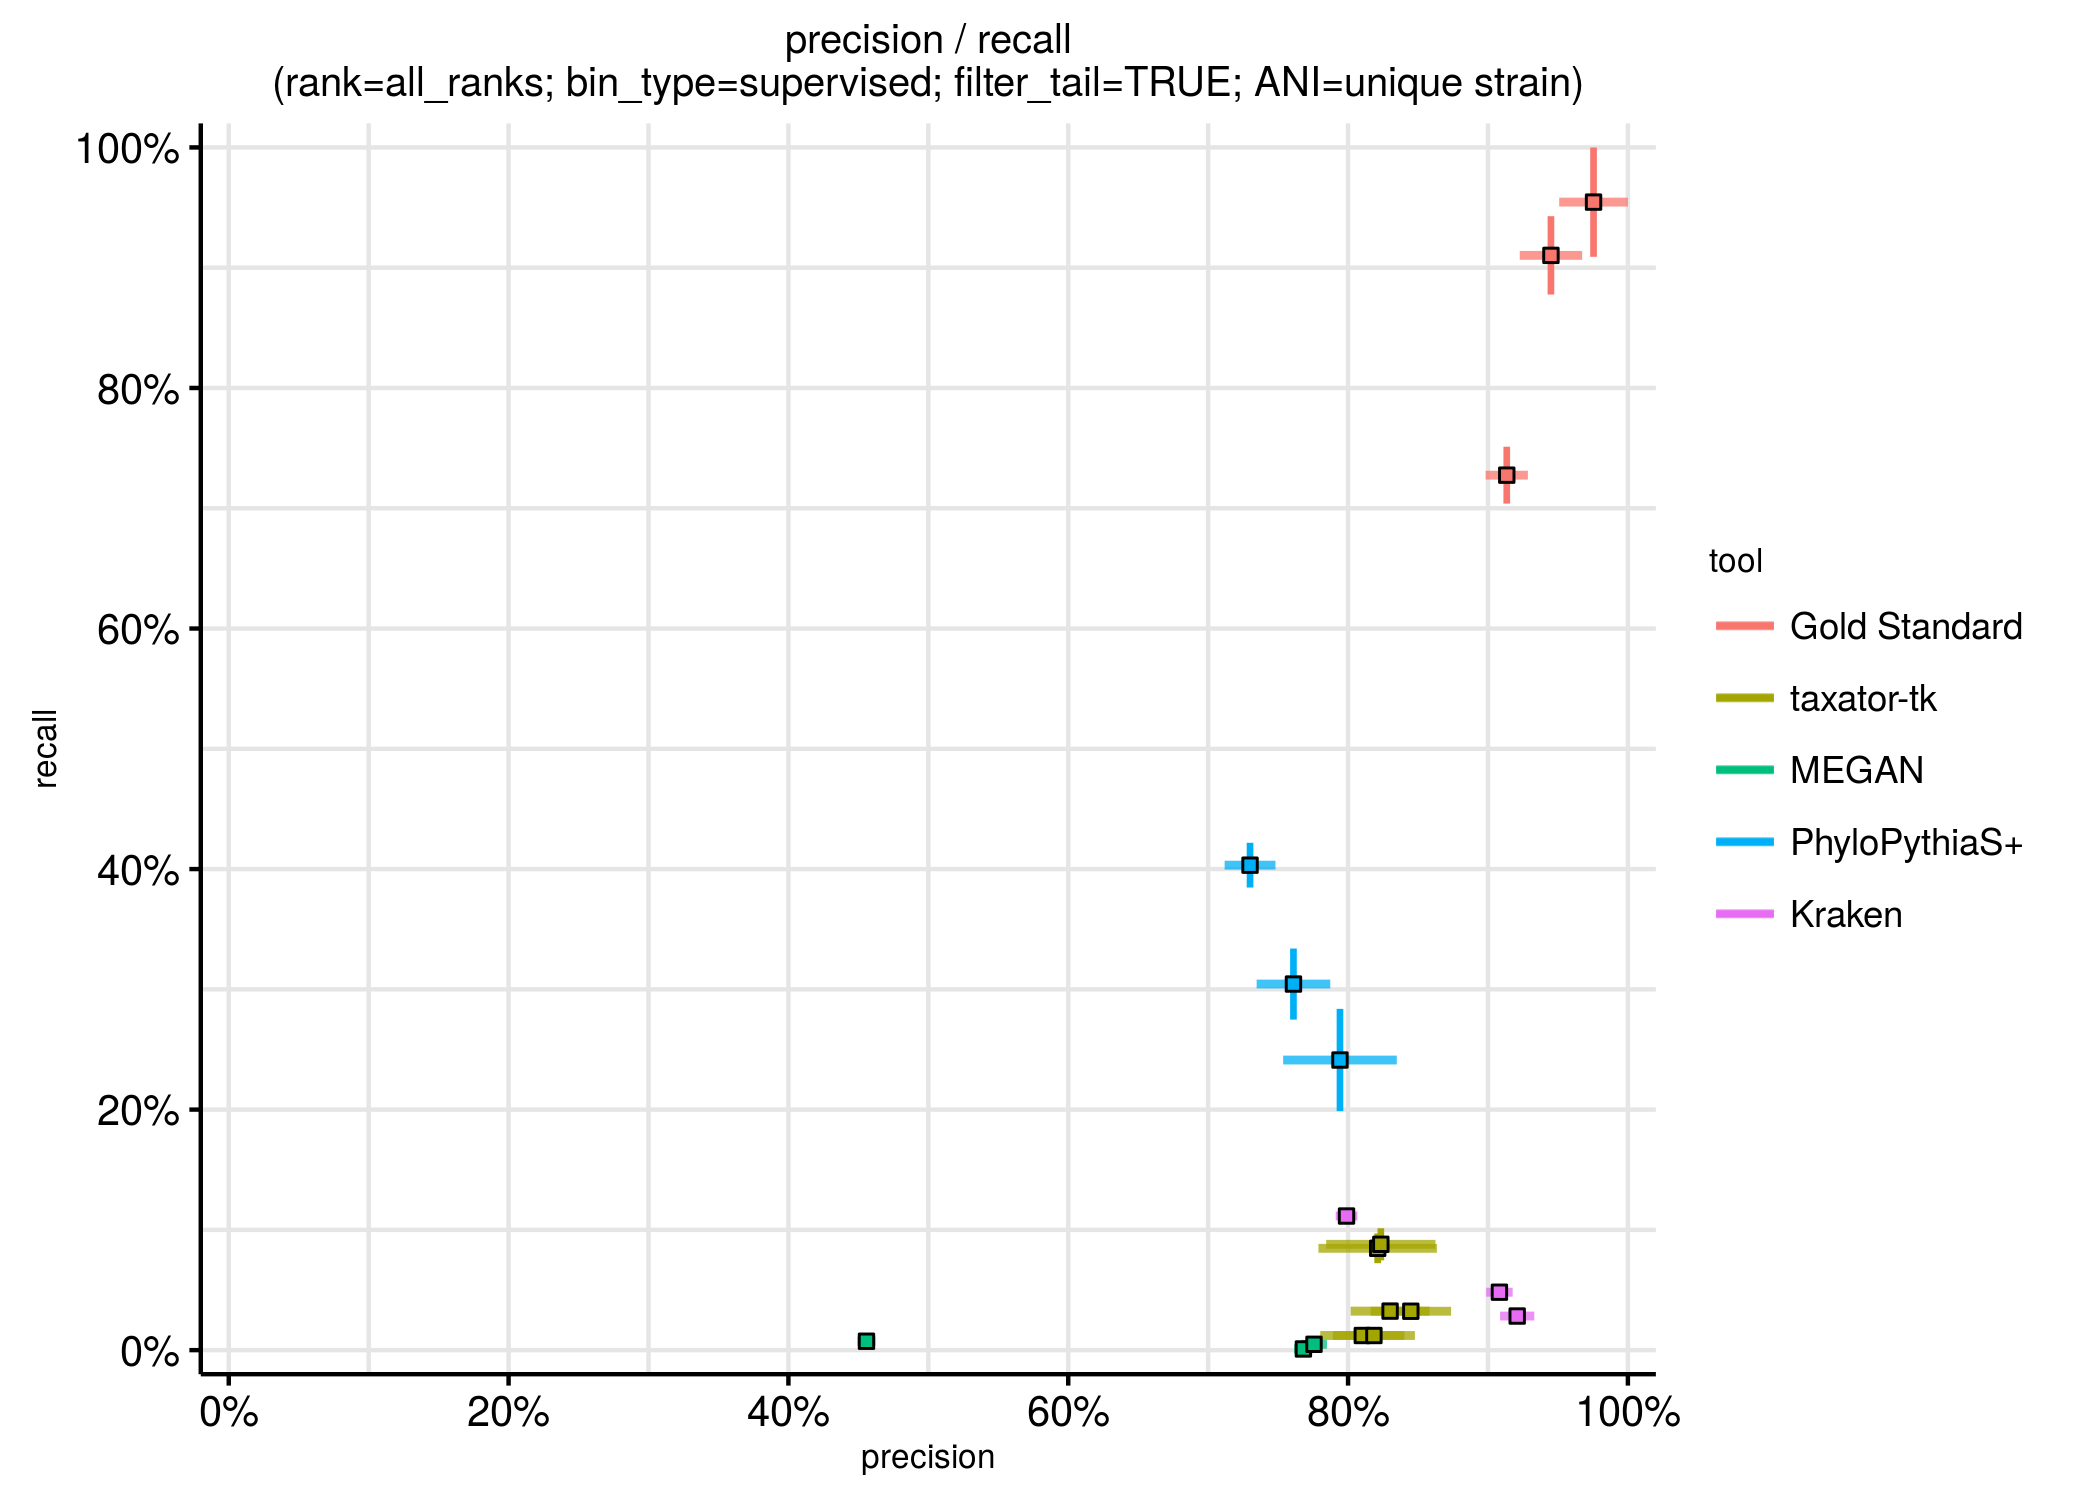 precision / recall
(rank=all_ranks; bin_type=supervised; filter_tail=TRUE; ANI=unique strain)
100%
80%
60%
40%
20%
0%
recall
0%
20%
40%
60%
80%
100%
precision
tool
Gold Standard
taxator-tk
MEGAN
PhyloPythiaS+
Kraken